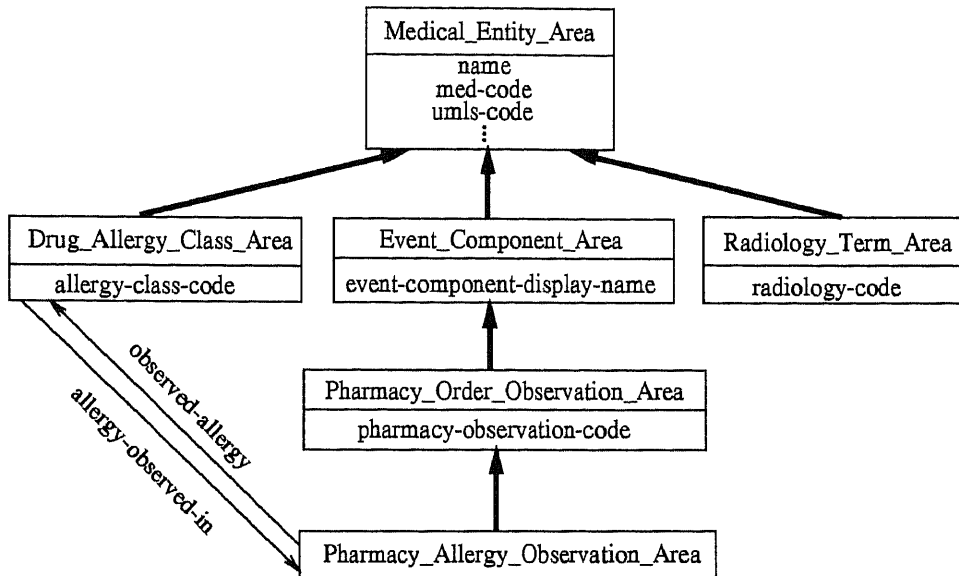 Medical_Entity_Area
name
med-code
umls-code
Drug_Allergy_Class_Area
allergy-class-code
Event_Component_Area
event-component-display-name
Radiology_Term_Area
radiology-code
observed-allergy
allergy-observed-in
Pharmacy_Order_Observation_Area
pharmacy-observation-code
Pharmacy_Allergy_Observation_Area